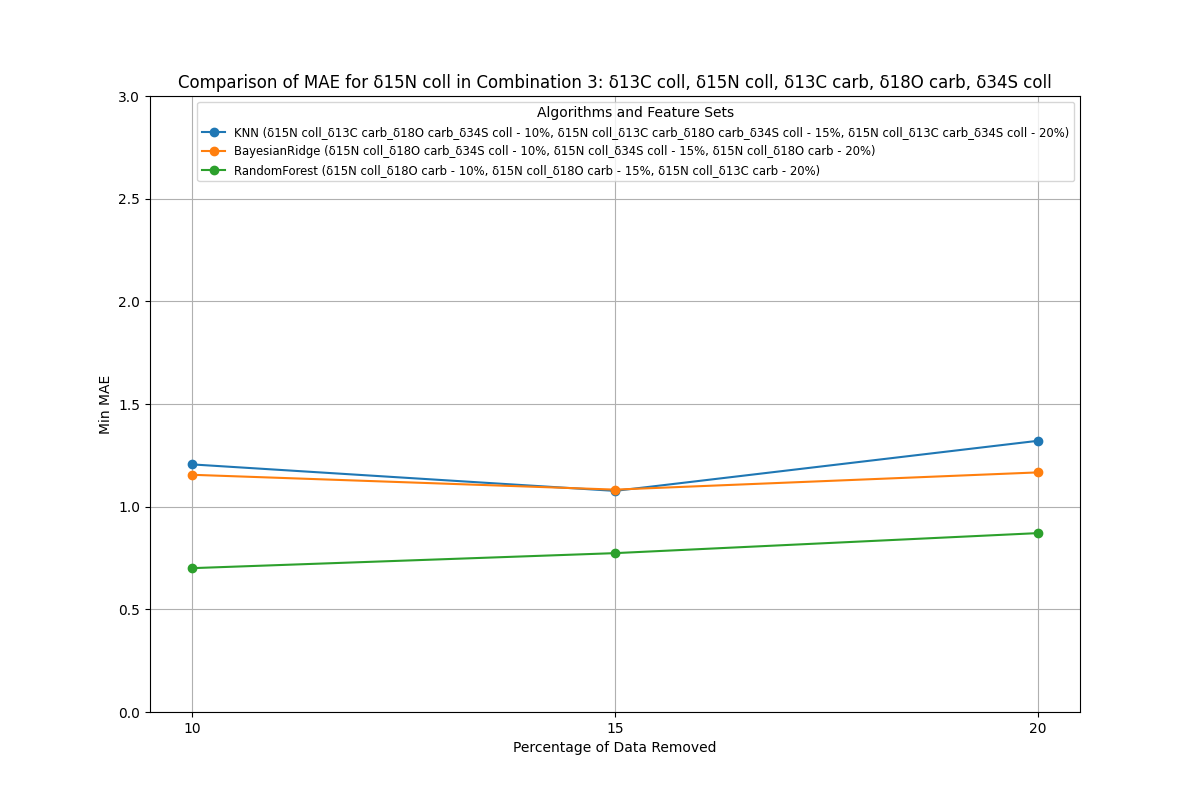 Comparison of MAE for δ15N coll in Combination 3: δ13C coll, δ15N coll, δ13C carb, δ18O carb, δ34S coll
3.0
Algorithms and Feature Sets
KNN (δ15N coll_δ13C carb_δ18O carb_δ34S coll - 10%, δ15N coll_δ13C carb_δ18O carb_δ34S coll - 15%, δ15N coll_δ13C carb_δ34S coll - 20%)
BayesianRidge (δ15N coll_δ18O carb_δ34S coll - 10%, δ15N coll_δ34S coll - 15%, δ15N coll_δ18O carb - 20%)
RandomForest (δ15N coll_δ18O carb - 10%, δ15N coll_δ18O carb - 15%, δ15N coll_δ13C carb - 20%)
2.5
2.0
1.5
Min MAE
1.0
0.5
0.0
10 15 20
Percentage of Data Removed